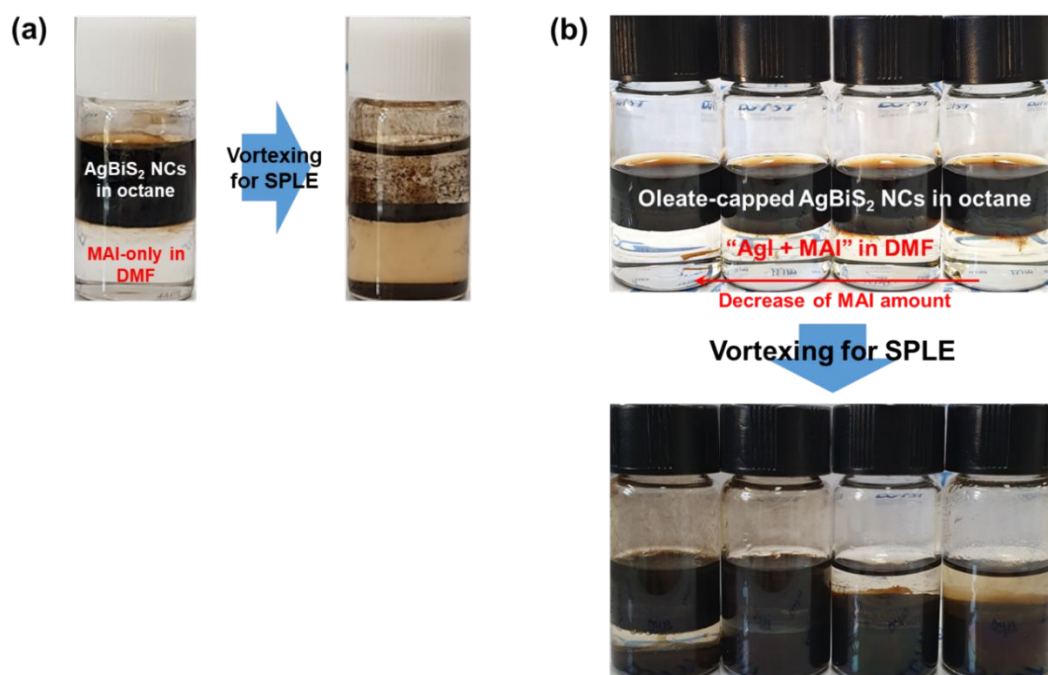 (a)
AgBiS₂ NCs
in octane
MAI-only in
DMF
Vortexing
for SPLE
(b)
Oleate-capped AgBiS₂ NCs in octane
“AgI + MAI” in DMF
Decrease of MAI amount
Vortexing for SPLE